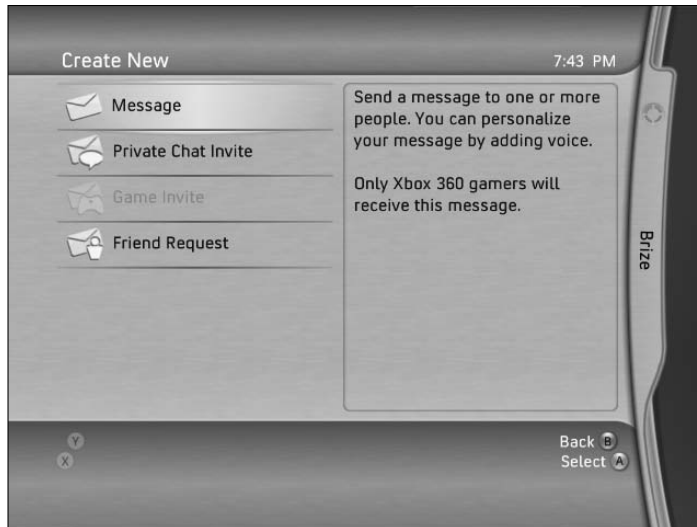 Create New
7:43 PM
Message
Private Chat Invite
Game Invite
Friend Request
Send a message to one or more
people. You can personalize
your message by adding voice.
Only Xbox 360 gamers will
receive this message.
Brize
Y
X
Back B
Select A